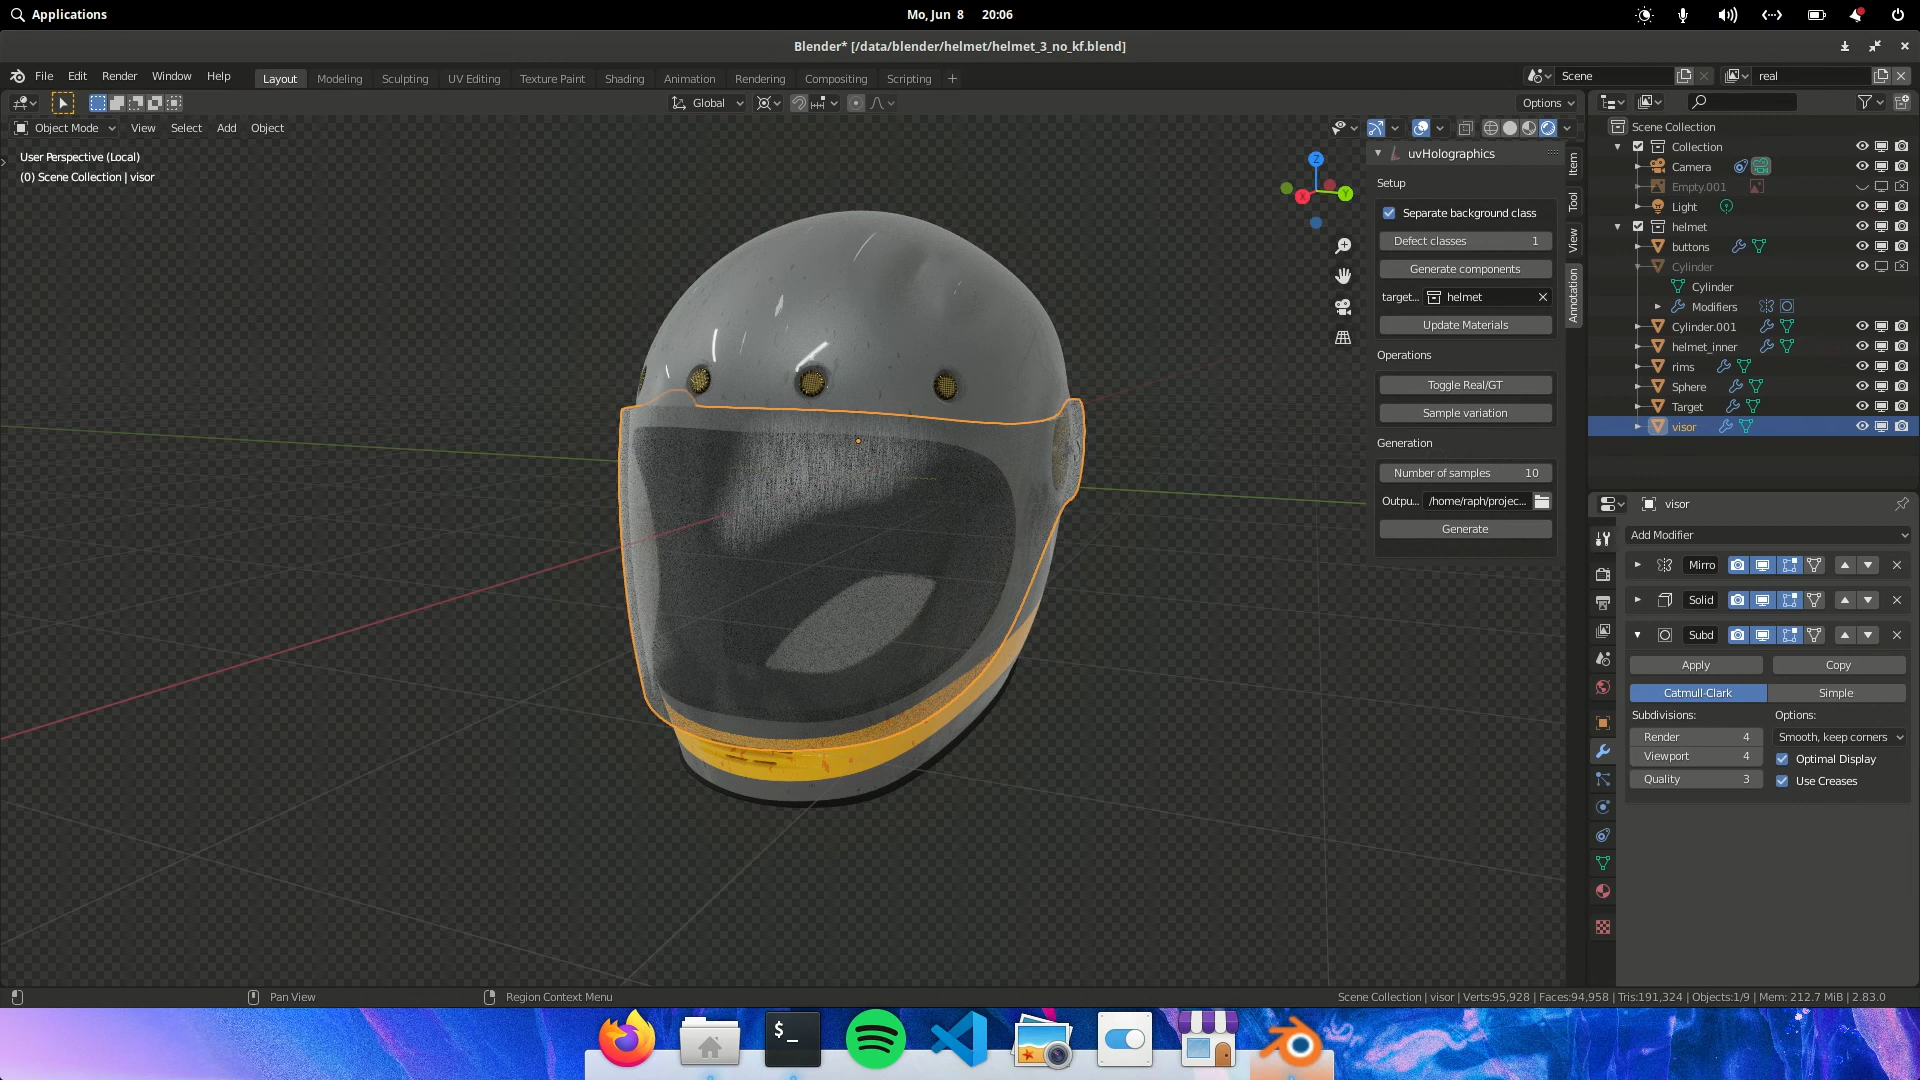 Applications
Mo, Jun 8 20:06
Blender* [/data/blender/helmet/helmet_3_no_kf.blend]
File Edit Render Window Help Layout Modeling Sculpting UV Editing Texture Paint Shading Animation Rendering Compositing Scripting Scene real
Global Options
Object Mode View Select Add Object
User Perspective (Local)
(0) Scene Collection | visor
Z
Y
X
uvHolographics
Setup
Separate background class
Defect classes 1
Generate components
target... helmet
Update Materials
Operations
Toggle Real/GT
Sample variation
Generation
Number of samples 10
Outpu... /home/raph/projec...
Generate
Item
Tool
View
Annotation
Scene Collection
Collection
Camera
Empty.001
Light
helmet
buttons
Cylinder
Cylinder
Modifiers
Cylinder.001
helmet_inner
rims
Sphere
Target
visor
visor
Add Modifier
Mirro
Solid
Subd
Apply Copy
Catmull-Clark Simple
Subdivisions: Options:
Render 4 Smooth, keep corners
Viewport 4 Optimal Display
Quality 3 Use Creases
Pan View Region Context Menu Scene Collection | visor | Verts:95,928 | Faces:94,958 | Tris:191,324 | Objects:1/9 | Mem: 212.7 MiB | 2.83.0
$_